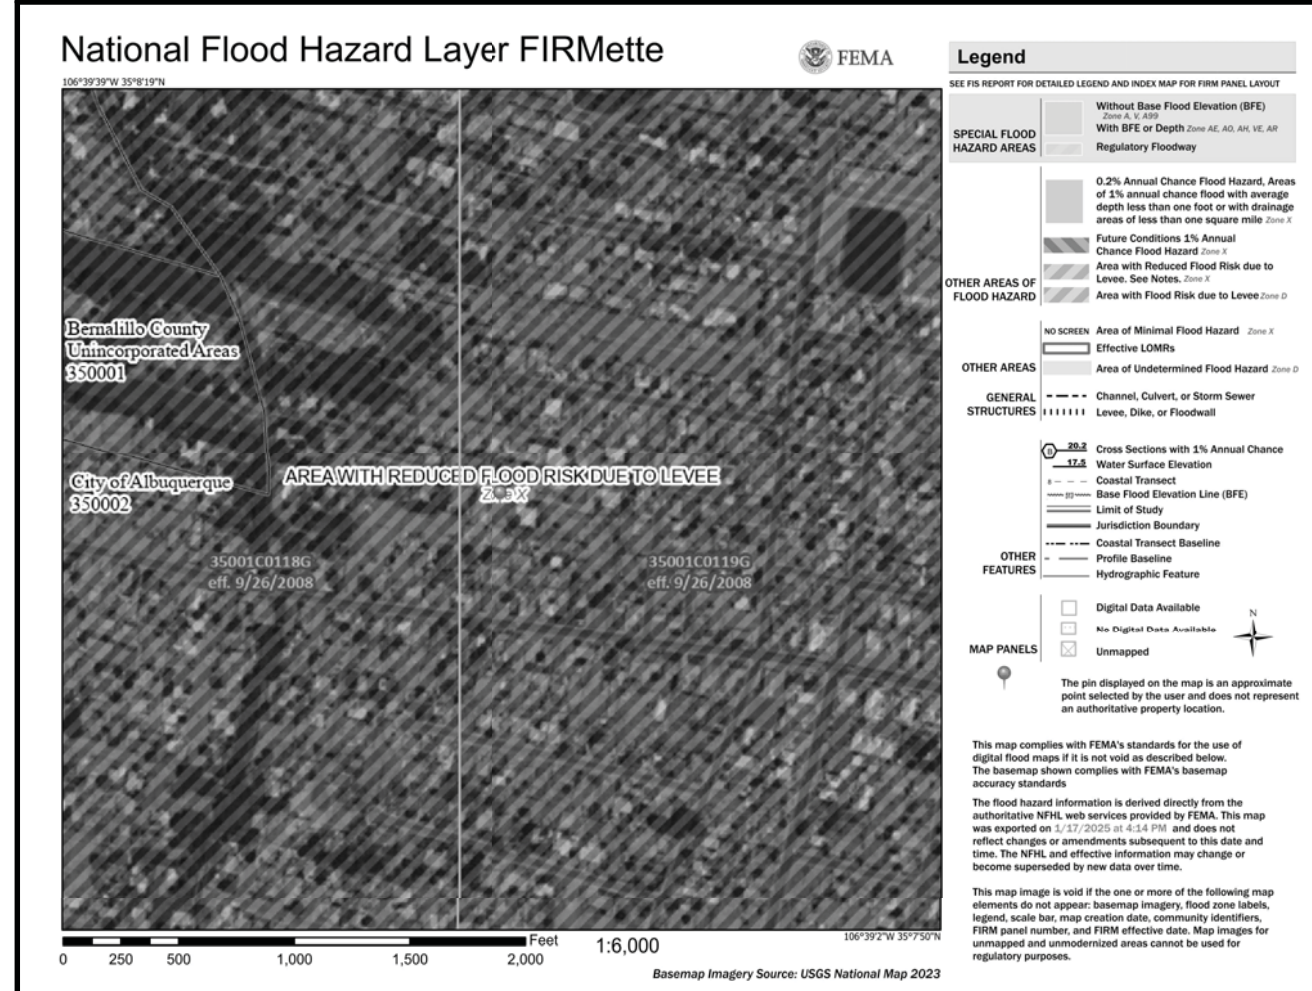 National Flood Hazard Layer FIRMette
FEMA
106°39'39"W 35°8'19"N
Bernalillo County
Unincorporated Areas
350001
City of Albuquerque
350002
AREA WITH REDUCED FLOOD RISK DUE TO LEVEE
Zone X
35001C0118G
eff. 9/26/2008
35001C0119G
eff. 9/26/2008
Feet
0 250 500 1,000 1,500 2,000
1:6,000
106°39'2"W 35°7'50"N
Basemap Imagery Source: USGS National Map 2023
Legend
SEE FIS REPORT FOR DETAILED LEGEND AND INDEX MAP FOR FIRM PANEL LAYOUT
SPECIAL FLOOD
HAZARD AREAS
Without Base Flood Elevation (BFE)
Zone A, V, A99
With BFE or Depth Zone AE, AO, AH, VE, AR
Regulatory Floodway
OTHER AREAS OF
FLOOD HAZARD
0.2% Annual Chance Flood Hazard, Areas
of 1% annual chance flood with average
depth less than one foot or with drainage
areas of less than one square mile Zone X
Future Conditions 1% Annual
Chance Flood Hazard Zone X
Area with Reduced Flood Risk due to
Levee. See Notes. Zone X
Area with Flood Risk due to Levee Zone D
OTHER AREAS
NO SCREEN Area of Minimal Flood Hazard Zone X
Effective LOMRs
Area of Undetermined Flood Hazard Zone D
GENERAL
STRUCTURES
Channel, Culvert, or Storm Sewer
Levee, Dike, or Floodwall
OTHER
FEATURES
B 20.2 Cross Sections with 1% Annual Chance
17.5 Water Surface Elevation
8 Coastal Transect
513 Base Flood Elevation Line (BFE)
Limit of Study
Jurisdiction Boundary
Coastal Transect Baseline
Profile Baseline
Hydrographic Feature
MAP PANELS
Digital Data Available
No Digital Data Available
Unmapped
N
The pin displayed on the map is an approximate
point selected by the user and does not represent
an authoritative property location.
This map complies with FEMA's standards for the use of
digital flood maps if it is not void as described below.
The basemap shown complies with FEMA's basemap
accuracy standards
The flood hazard information is derived directly from the
authoritative NFHL web services provided by FEMA. This map
was exported on 1/17/2025 at 4:14 PM and does not
reflect changes or amendments subsequent to this date and
time. The NFHL and effective information may change or
become superseded by new data over time.
This map image is void if the one or more of the following map
elements do not appear: basemap imagery, flood zone labels,
legend, scale bar, map creation date, community identifiers,
FIRM panel number, and FIRM effective date. Map images for
unmapped and unmodernized areas cannot be used for
regulatory purposes.